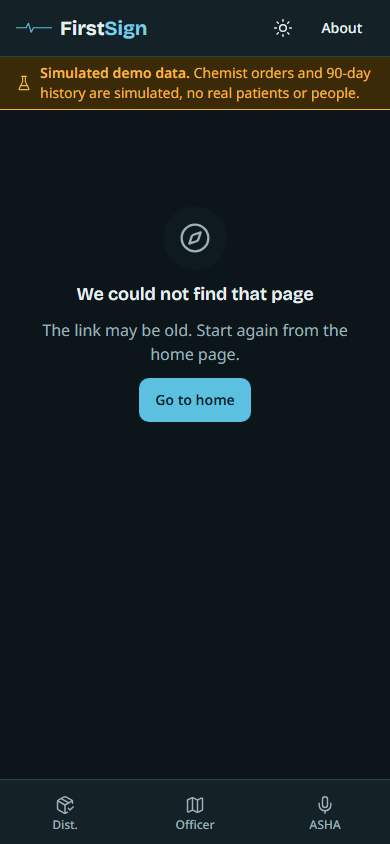 FirstSign
About
Simulated demo data. Chemist orders and 90-day
history are simulated, no real patients or people.
We could not find that page
The link may be old. Start again from the
home page.
Go to home
Dist.
Officer
ASHA